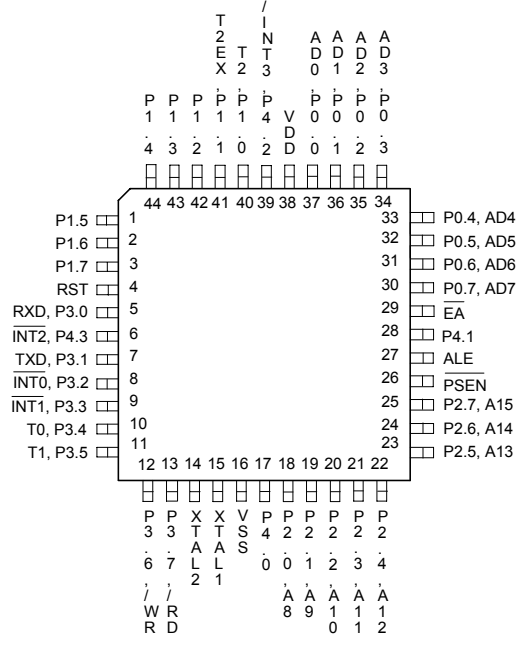 P1.4
P1.3
P1.2
T2EX, P1.1
T2, P1.0
/INT3, P4.2
VDD
AD0, P0.0
AD1, P0.1
AD2, P0.2
AD3, P0.3
44 43 42 41 40 39 38 37 36 35 34
P1.5 1
P1.6 2
P1.7 3
RST 4
RXD, P3.0 5
INT2, P4.3 6
TXD, P3.1 7
INT0, P3.2 8
INT1, P3.3 9
T0, P3.4 10
T1, P3.5 11
33 P0.4, AD4
32 P0.5, AD5
31 P0.6, AD6
30 P0.7, AD7
29 EA
28 P4.1
27 ALE
26 PSEN
25 P2.7, A15
24 P2.6, A14
23 P2.5, A13
12 13 14 15 16 17 18 19 20 21 22
P3.6, /WR
P3.7, /RD
XTAL2
XTAL1
VSS
P4.0
P2.0, A8
P2.1, A9
P2.2, A10
P2.3, A11
P2.4, A12